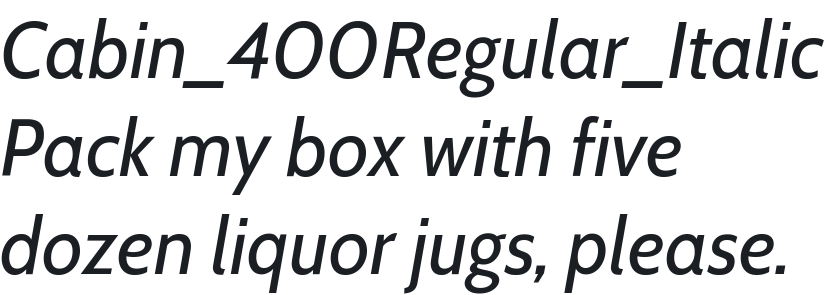 Cabin_400Regular_Italic
Pack my box with five
dozen liquor jugs, please.